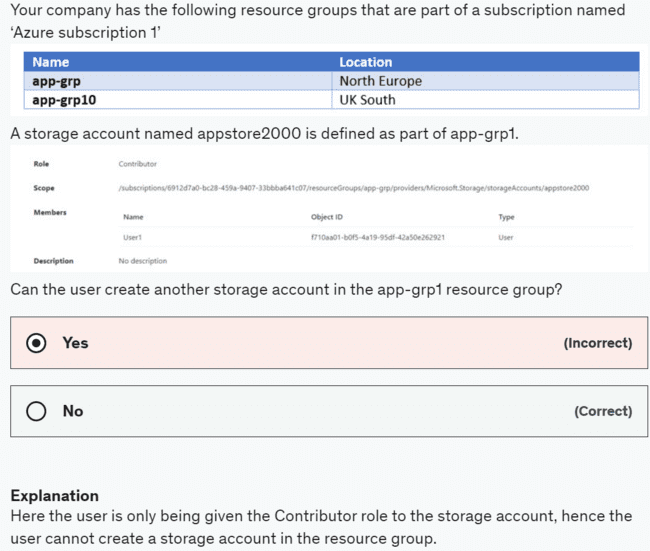 Your company has the following resource groups that are part of a subscription named
‘Azure subscription 1’
Name Location
app-grp North Europe
app-grp10 UK South
A storage account named appstore2000 is defined as part of app-grp1.
Role Contributor
Scope /subscriptions/6912d7a0-bc28-459a-9407-33bbba641c07/resourceGroups/app-grp/providers/Microsoft.Storage/storageAccounts/appstore2000
Members Name Object ID Type
User1 f710aa01-b0f5-4a19-95df-42a50e262921 User
Description No description
Can the user create another storage account in the app-grp1 resource group?
Yes (Incorrect)
No (Correct)
Explanation
Here the user is only being given the Contributor role to the storage account, hence the
user cannot create a storage account in the resource group.